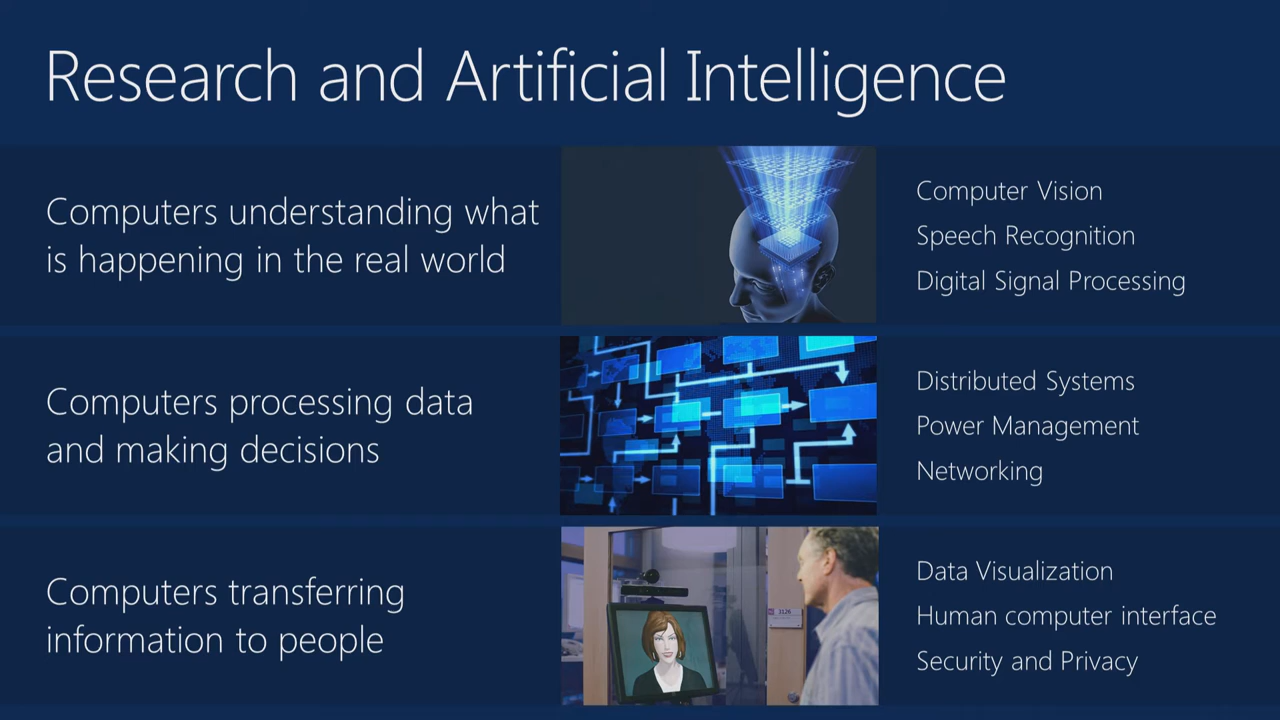 Research and Artificial Intelligence
Computers understanding what
is happening in the real world
Computer Vision
Speech Recognition
Digital Signal Processing
Computers processing data
and making decisions
Distributed Systems
Power Management
Networking
Computers transferring
information to people
3126
Data Visualization
Human computer interface
Security and Privacy